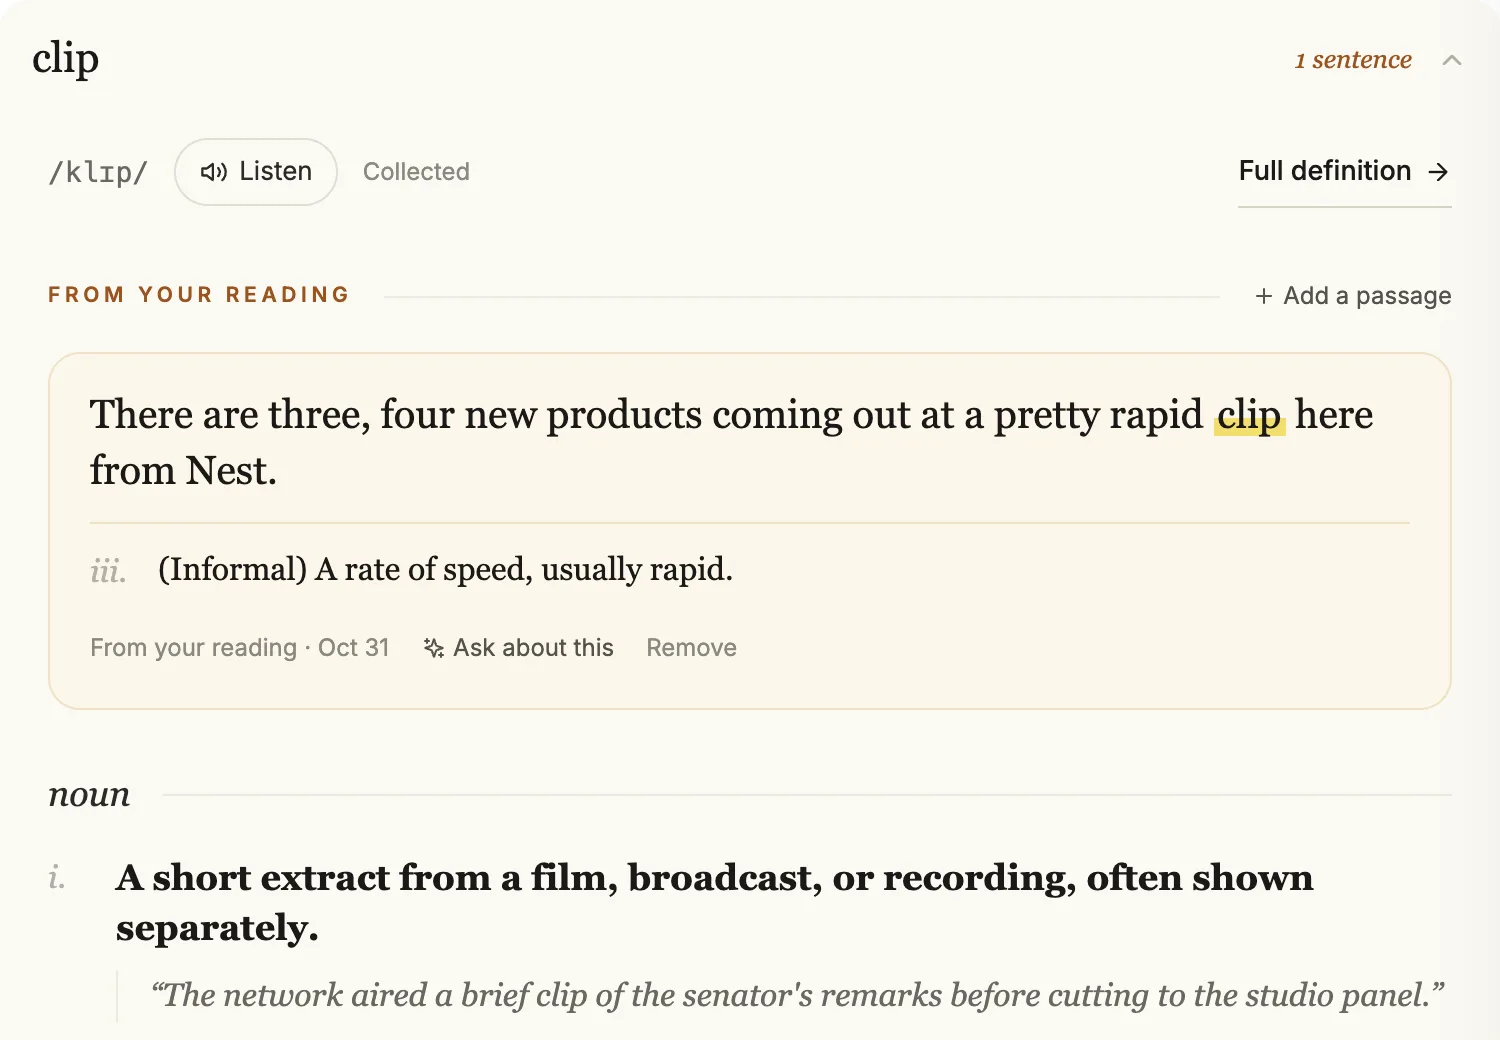 clip
1 sentence
/klɪp/
Listen
Collected
Full definition →
FROM YOUR READING
+ Add a passage
There are three, four new products coming out at a pretty rapid clip here
from Nest.
iii. (Informal) A rate of speed, usually rapid.
From your reading · Oct 31
Ask about this
Remove
noun
i. A short extract from a film, broadcast, or recording, often shown
separately.
“The network aired a brief clip of the senator's remarks before cutting to the studio panel.”